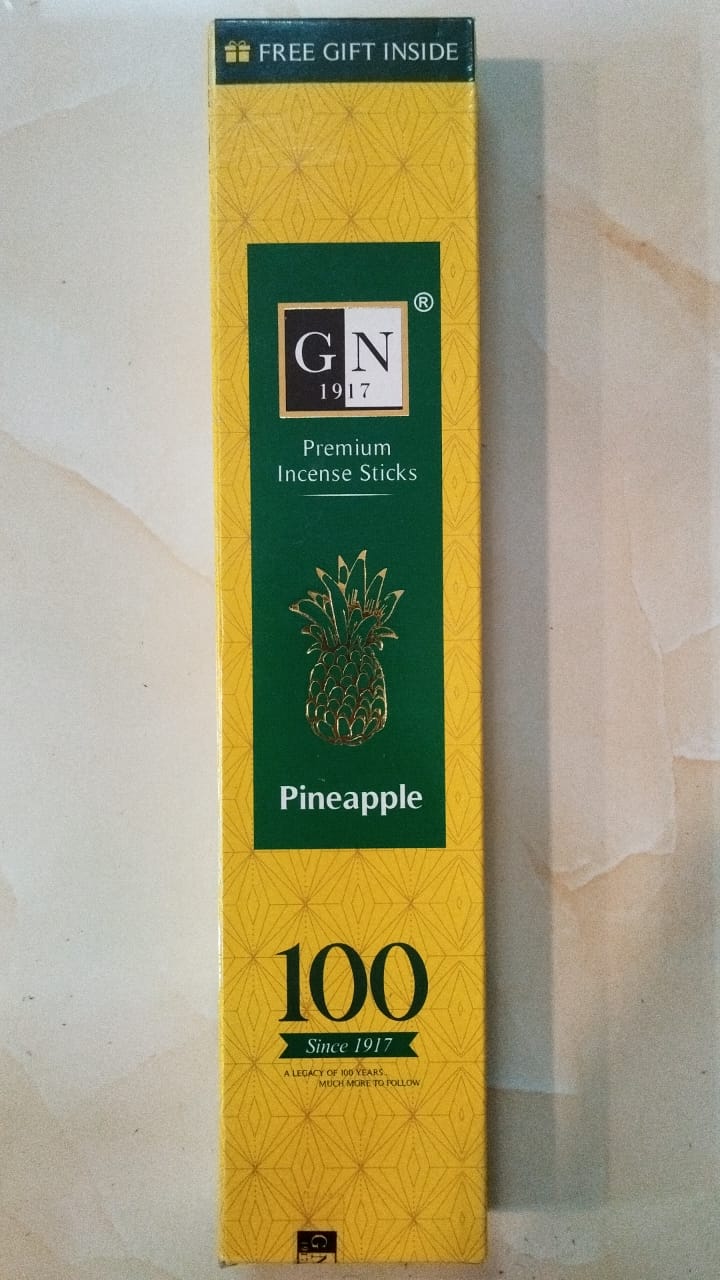 FREE GIFT INSIDE
GN
®
1917
Premium
Incense Sticks
Pineapple
100
Since 1917
A LEGACY OF 100 YEARS..
MUCH MORE TO FOLLOW
GN